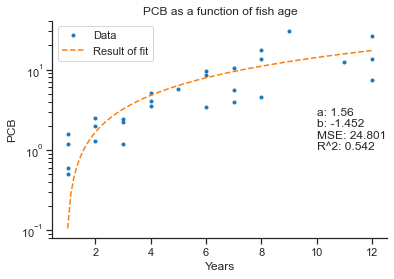 PCB as a function of fish age
Data
Result of fit
10¹
10⁰
10⁻¹
PCB
a: 1.56
b: -1.452
MSE: 24.801
R^2: 0.542
2 4 6 8 10 12
Years